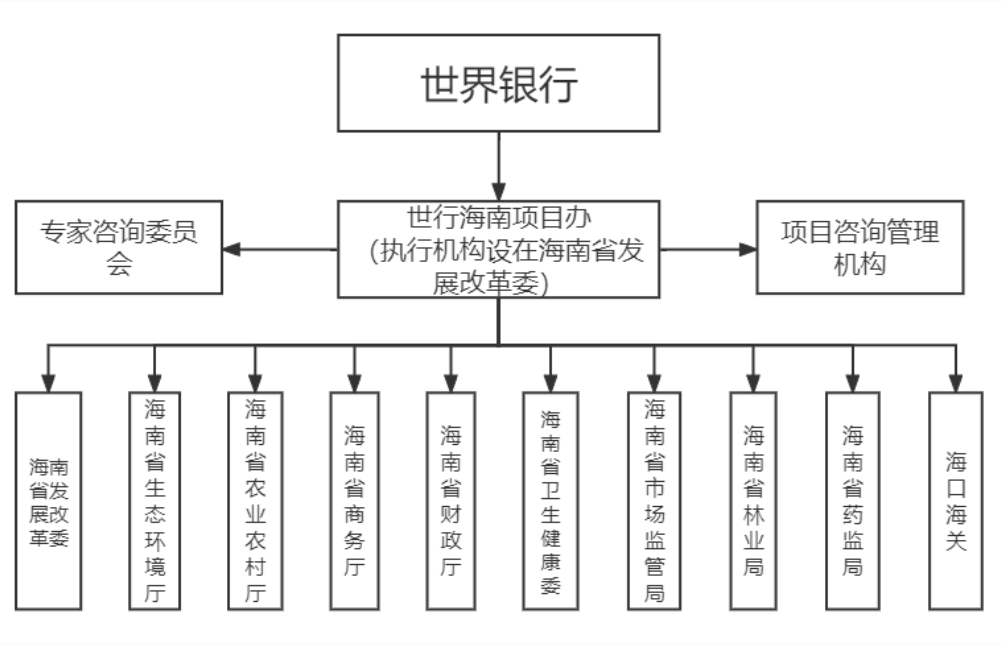 世界银行
专家咨询委员
会
世行海南项目办
(执行机构设在海南省发
展改革委)
项目咨询管理
机构
海南
省发
展改
革委
海南省生态环境厅
海南省农业农村厅
海南省商务厅
海南省财政厅
海南省卫生健康委
海南省市场监管局
海南省林业局
海南省药监局
海口海关